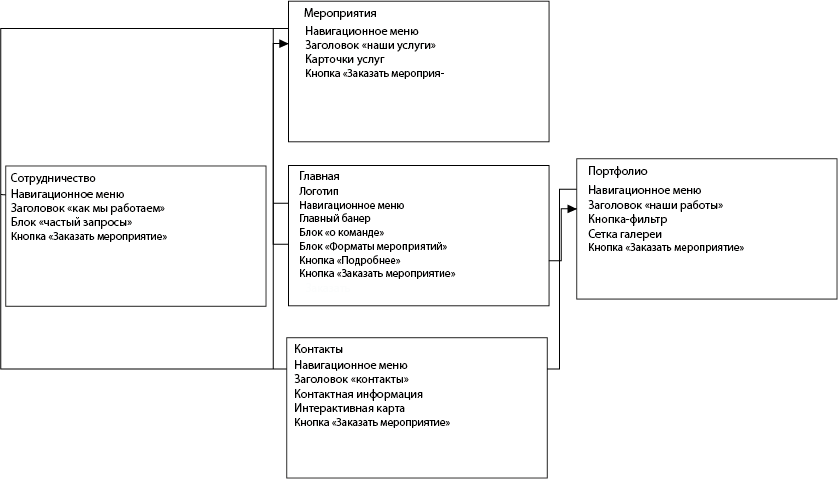 Мероприятия
Навигационное меню
Заголовок «наши услуги»
Карточки услуг
Кнопка «Заказать мероприя-
Сотрудничество
Навигационное меню
Заголовок «как мы работаем»
Блок «частый запросы»
Кнопка «Заказать мероприятие»
Главная
Логотип
Навигационное меню
Главный банер
Блок «о команде»
Блок «Форматы мероприятий»
Кнопка «Подробнее»
Кнопка «Заказать мероприятие»
Портфолио
Навигационное меню
Заголовок «наши работы»
Кнопка-фильтр
Сетка галереи
Кнопка «Заказать мероприятие»
Контакты
Навигационное меню
Заголовок «контакты»
Контактная информация
Интерактивная карта
Кнопка «Заказать мероприятие»